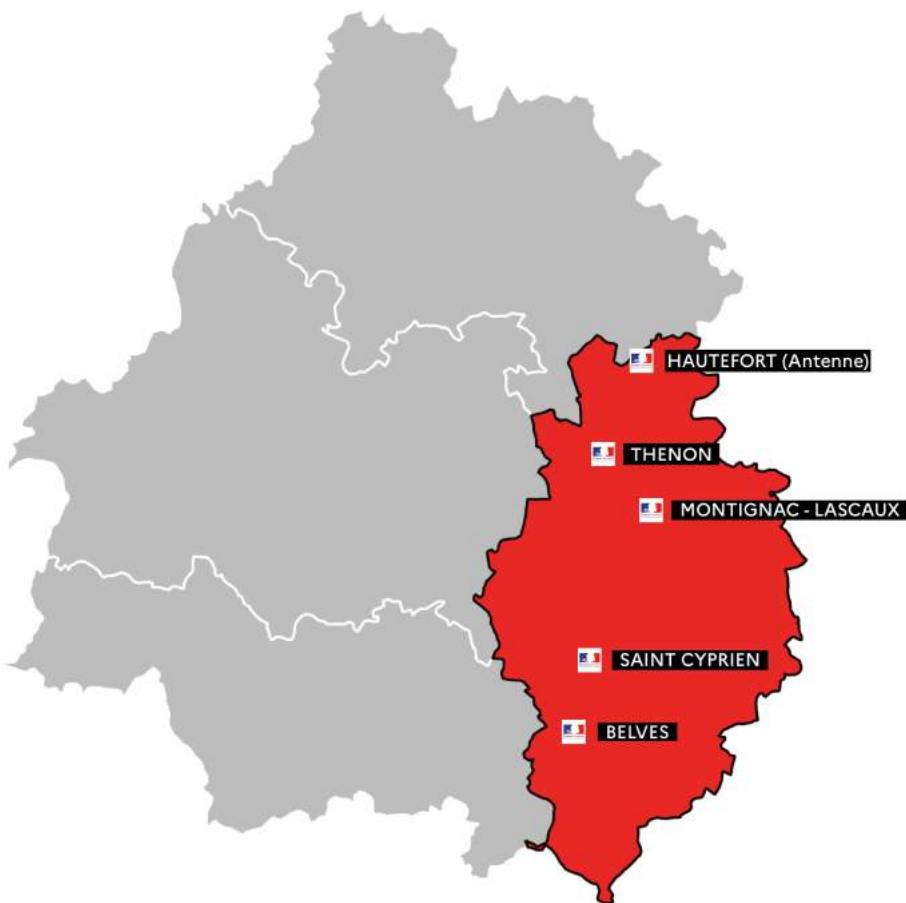 HAUTEFORT (Antenne)
THENON
MONTIGNAC - LASCAUX
SAINT CYPRIEN
BELVES